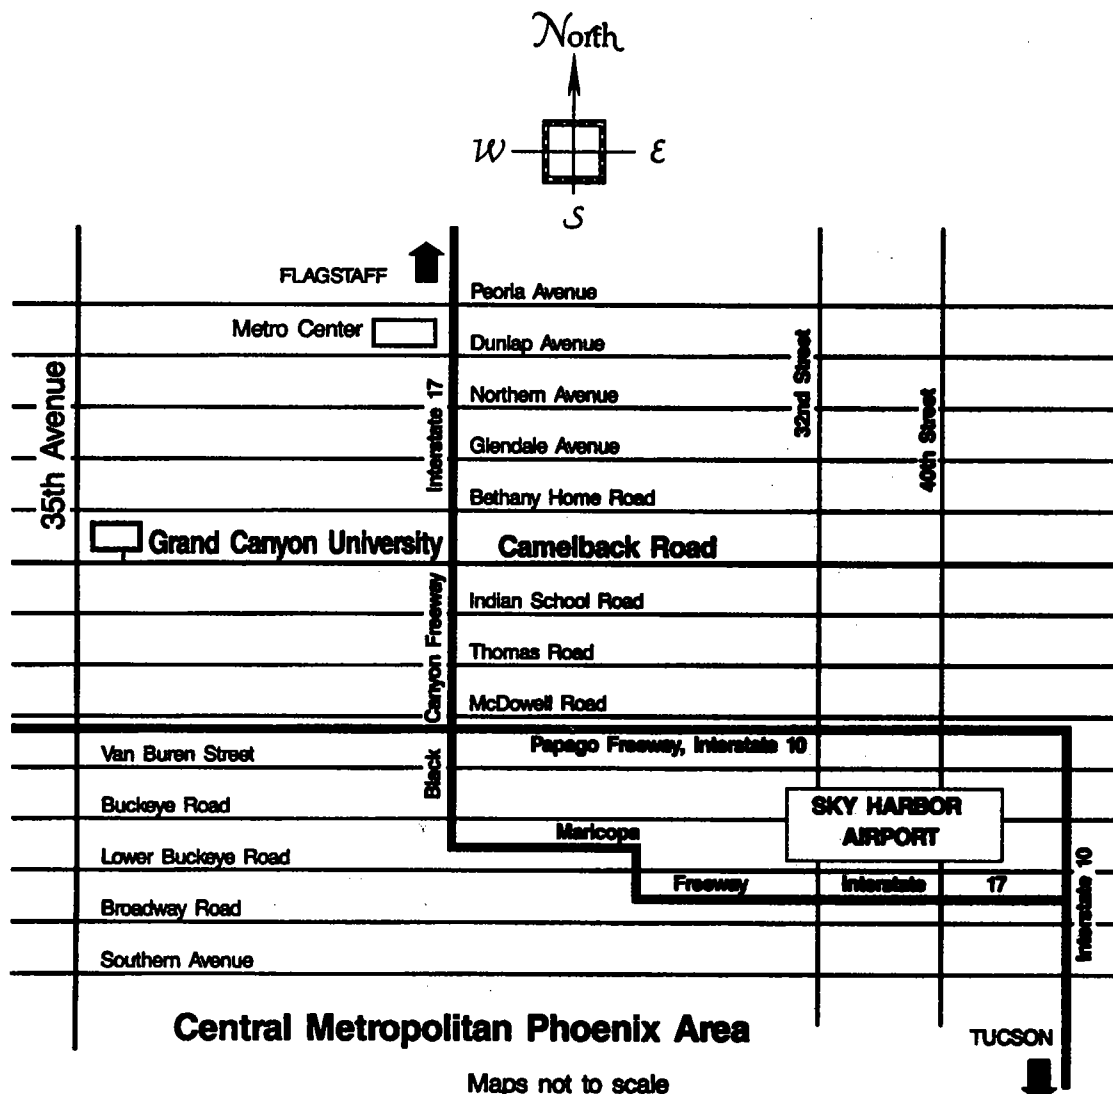 North
W E
S
FLAGSTAFF
Peoria Avenue
Metro Center
Dunlap Avenue
32nd Street
35th Avenue
Interstate 17
Northern Avenue
40th Street
Glendale Avenue
Bethany Home Road
Grand Canyon University
Camelback Road
Black Canyon Freeway
Indian School Road
Thomas Road
McDowell Road
Papago Freeway, Interstate 10
Van Buren Street
Buckeye Road
SKY HARBOR
AIRPORT
Maricopa
Lower Buckeye Road
Freeway Interstate 17
Interstate 10
Broadway Road
Southern Avenue
Central Metropolitan Phoenix Area
TUCSON
Maps not to scale